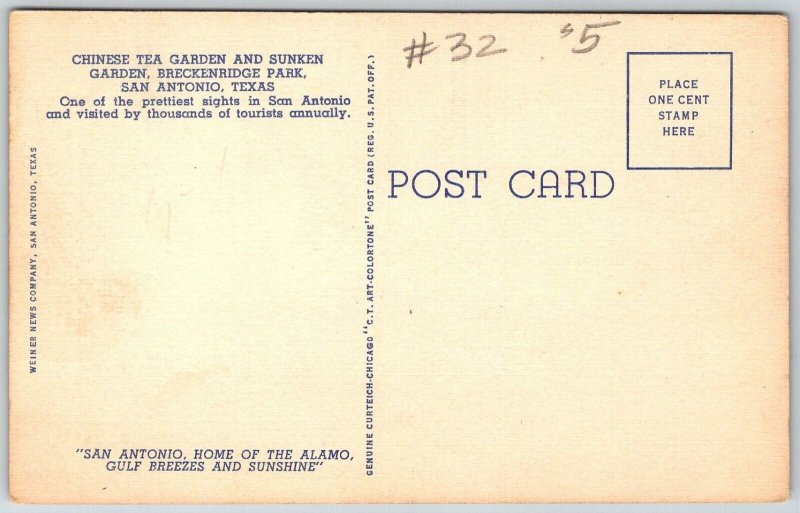 CHINESE TEA GARDEN AND SUNKEN
GARDEN, BRECKENRIDGE PARK,
SAN ANTONIO, TEXAS
One of the prettiest sights in San Antonio
and visited by thousands of tourists annually.
#32 $5
PLACE
ONE CENT
STAMP
HERE
POST CARD
WEINER NEWS COMPANY, SAN ANTONIO, TEXAS
GENUINE CURTEICH-CHICAGO "C.T. ART-COLORTONE" POST CARD (REG. U.S. PAT. OFF.)
"SAN ANTONIO, HOME OF THE ALAMO,
GULF BREEZES AND SUNSHINE"